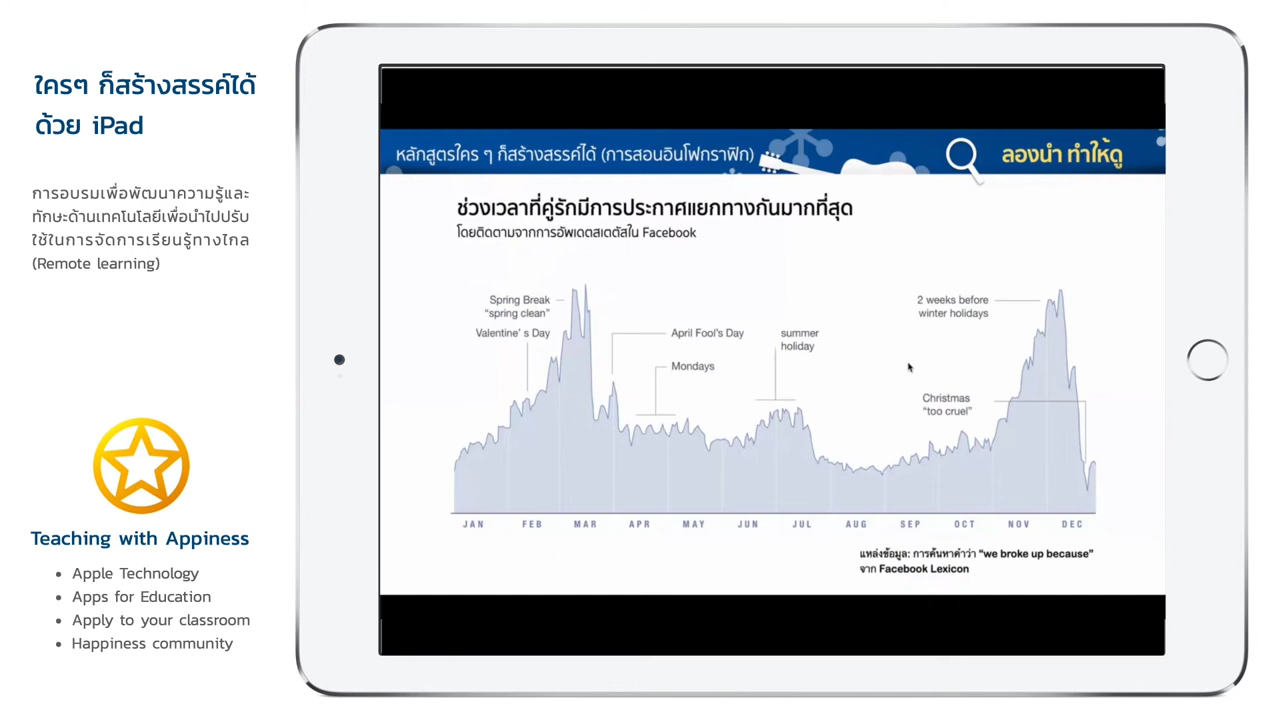 ใครๆ ก็สร้างสรรค์ได้
ด้วย iPad
การอบรมเพื่อพัฒนาความรู้และ
ทักษะด้านเทคโนโลยีเพื่อนำไปปรับ
ใช้ในการจัดการเรียนรู้ทางไกล
(Remote learning)
Teaching with Appiness
• Apple Technology
• Apps for Education
• Apply to your classroom
• Happiness community
หลักสูตรใคร ๆ ก็สร้างสรรค์ได้ (การสอนอินโฟกราฟิก)
ลองนำ ทำให้ดู
ช่วงเวลาที่คู่รักมีการประกาศแยกทางกันมากที่สุด
โดยติดตามจากการอัพเดตสเตตัสใน Facebook
Spring Break
“spring clean”
Valentine’ s Day
April Fool’s Day
Mondays
summer
holiday
2 weeks before
winter holidays
Christmas
“too cruel”
JAN FEB MAR APR MAY JUN JUL AUG SEP OCT NOV DEC
แหล่งข้อมูล: การค้นหาคำว่า “we broke up because”
จาก Facebook Lexicon